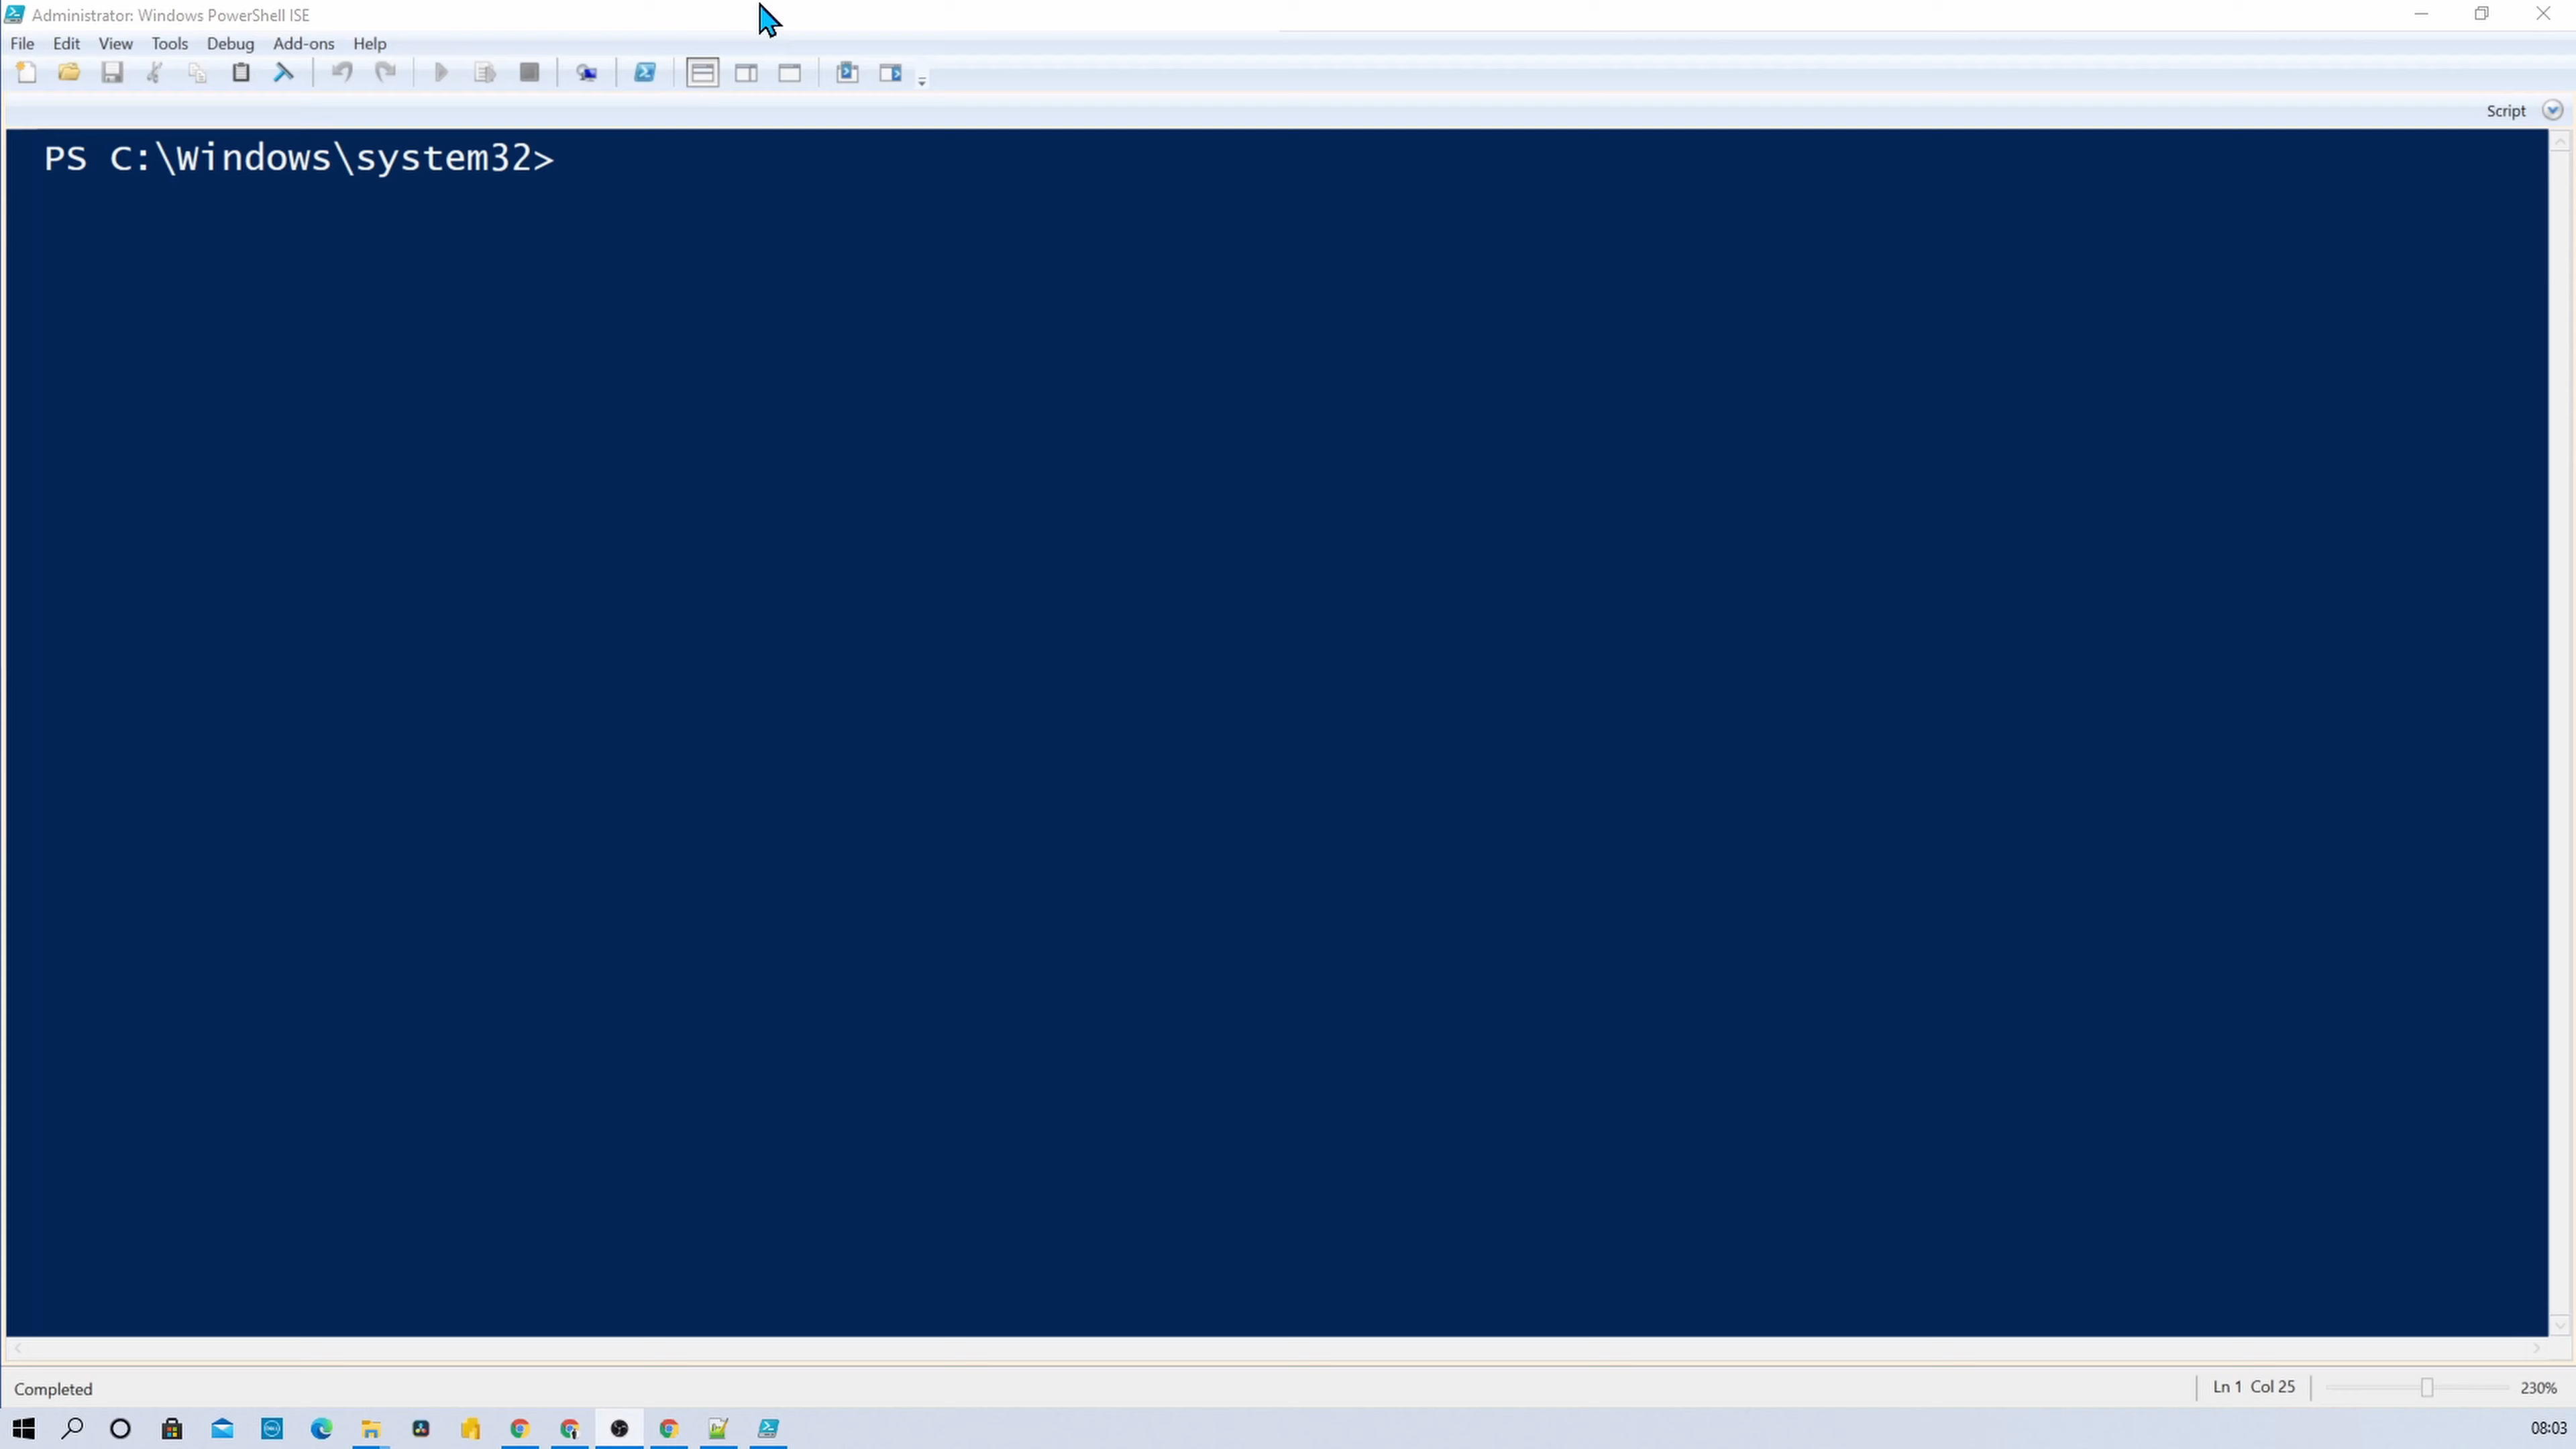 Administrator: Windows PowerShell ISE
File Edit View Tools Debug Add-ons Help
Script
PS C:\Windows\system32>
Completed
Ln 1 Col 25
230%
08:03